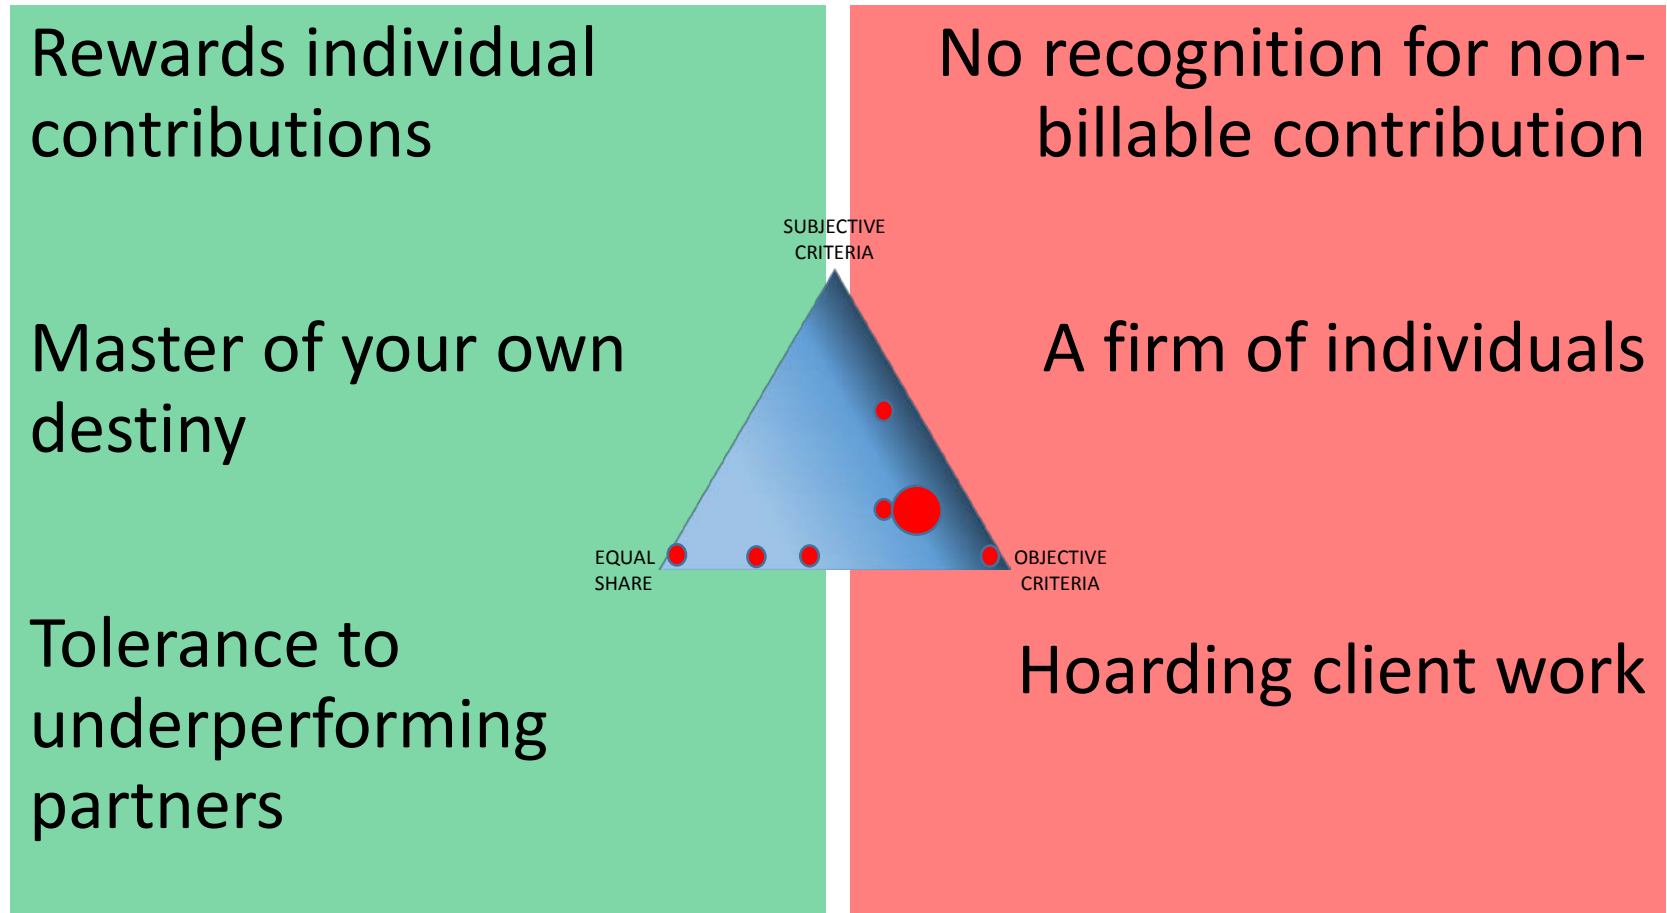 Rewards individual
contributions
Master of your own
destiny
Tolerance to
underperforming
partners
No recognition for non-
billable contribution
A firm of individuals
Hoarding client work
SUBJECTIVE
CRITERIA
EQUAL
SHARE
OBJECTIVE
CRITERIA